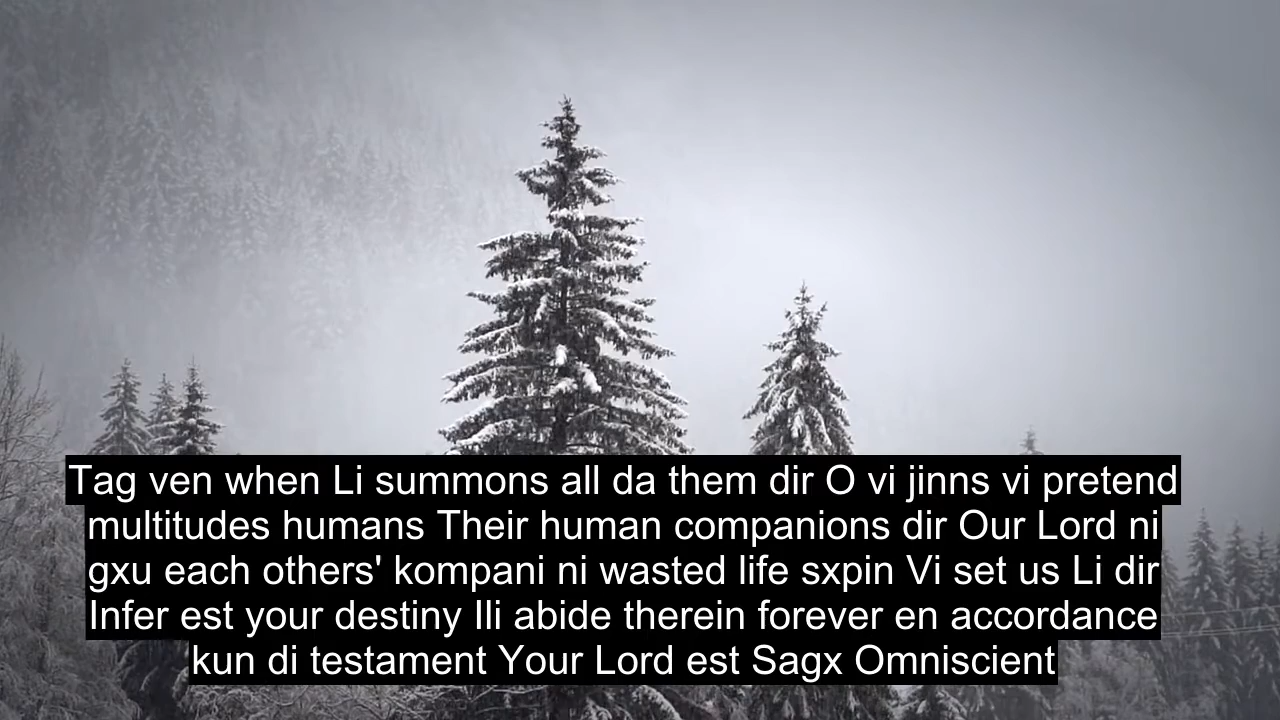 Tag ven when Li summons all da them dir O vi jinns vi pretend
multitudes humans Their human companions dir Our Lord ni
gxu each others' kompani ni wasted life sxpin Vi set us Li dir
Infer est your destiny Ili abide therein forever en accordance
kun di testament Your Lord est Sagx Omniscient